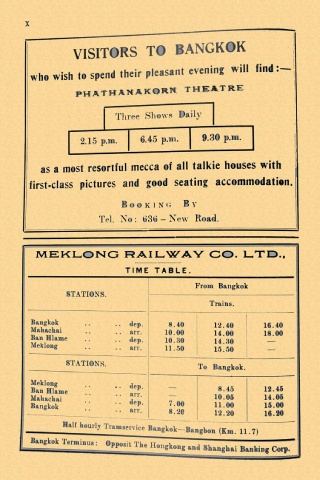 X
VISITORS TO BANGKOK
who wish to spend their pleasant evening will find:—
PHATHANAKORN THEATRE
Three Shows Daily
2.15 p.m. 6.45 p.m. 9.30 p.m.
as a most resortful mecca of all talkie houses with
first-class pictures and good seating accommodation.
BOOKING BY
Tel. No: 636 – New Road.
MEKLONG RAILWAY CO. LTD.,
TIME TABLE.
STATIONS. From Bangkok
Trains.
Bangkok .. .. dep. 8.40 12.40 16.40
Mahachai .. .. arr. 10.00 14.00 18.00
Ban Hlame .. .. dep. 10.30 14.30 —
Meklong .. .. arr. 11.50 15.50 —
STATIONS. To Bangkok.
Meklong .. .. dep. — 8.45 12.45
Ban Hlame .. .. arr. — 10.05 14.05
Mahachai .. .. dep. 7.00 11.00 15.00
Bangkok .. .. arr. 8.20 12.20 16.20
Half hourly Tramservice Bangkok—Bangbon (Km. 11.7)
Bangkok Terminus: Opposit The Hongkong and Shanghai Banking Corp.